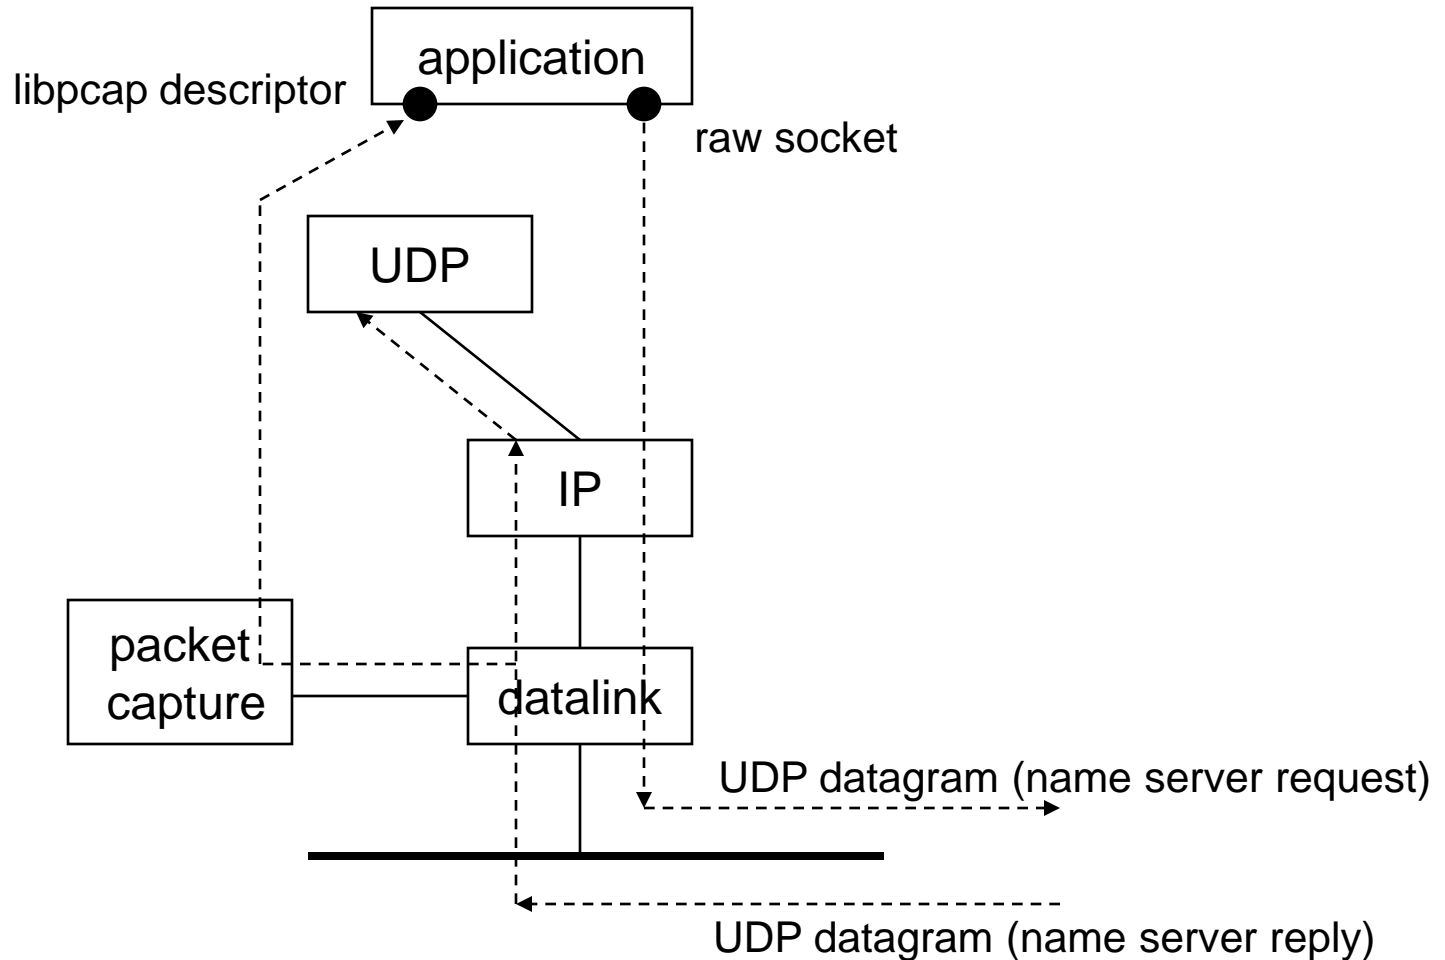 application
libpcap descriptor
raw socket
UDP
IP
packet
capture
datalink
UDP datagram (name server request)
UDP datagram (name server reply)